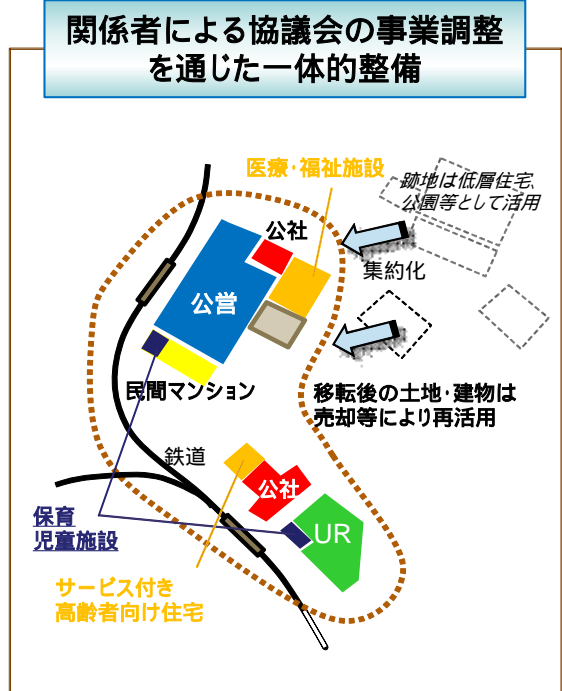 関係者による協議会の事業調整
を通じた一体的整備
医療・福祉施設
跡地は低層住宅、
公園等として活用
公社
集約化
公営
民間マンション
移転後の土地・建物は
売却等により再活用
鉄道
公社
保育
児童施設
UR
サービス付き
高齢者向け住宅